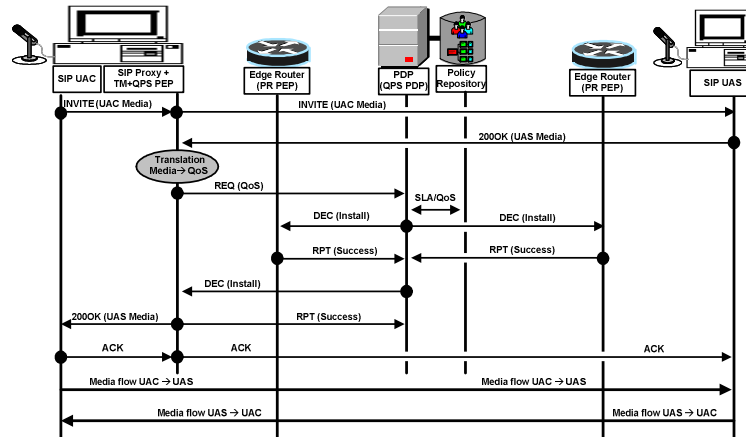 SIP UAC
SIP Proxy +
TM+QPS PEP
Edge Router
(PR PEP)
PDP
(QPS PDP)
Policy
Repository
Edge Router
(PR PEP)
SIP UAS
INVITE (UAC Media)
INVITE (UAC Media)
200OK (UAS Media)
Translation
Media→ QoS
REQ (QoS)
SLA/QoS
DEC (Install)
DEC (Install)
RPT (Success)
RPT (Success)
DEC (Install)
200OK (UAS Media)
RPT (Success)
ACK
ACK
ACK
Media flow UAC → UAS
Media flow UAC → UAS
Media flow UAS → UAC
Media flow UAS → UAC